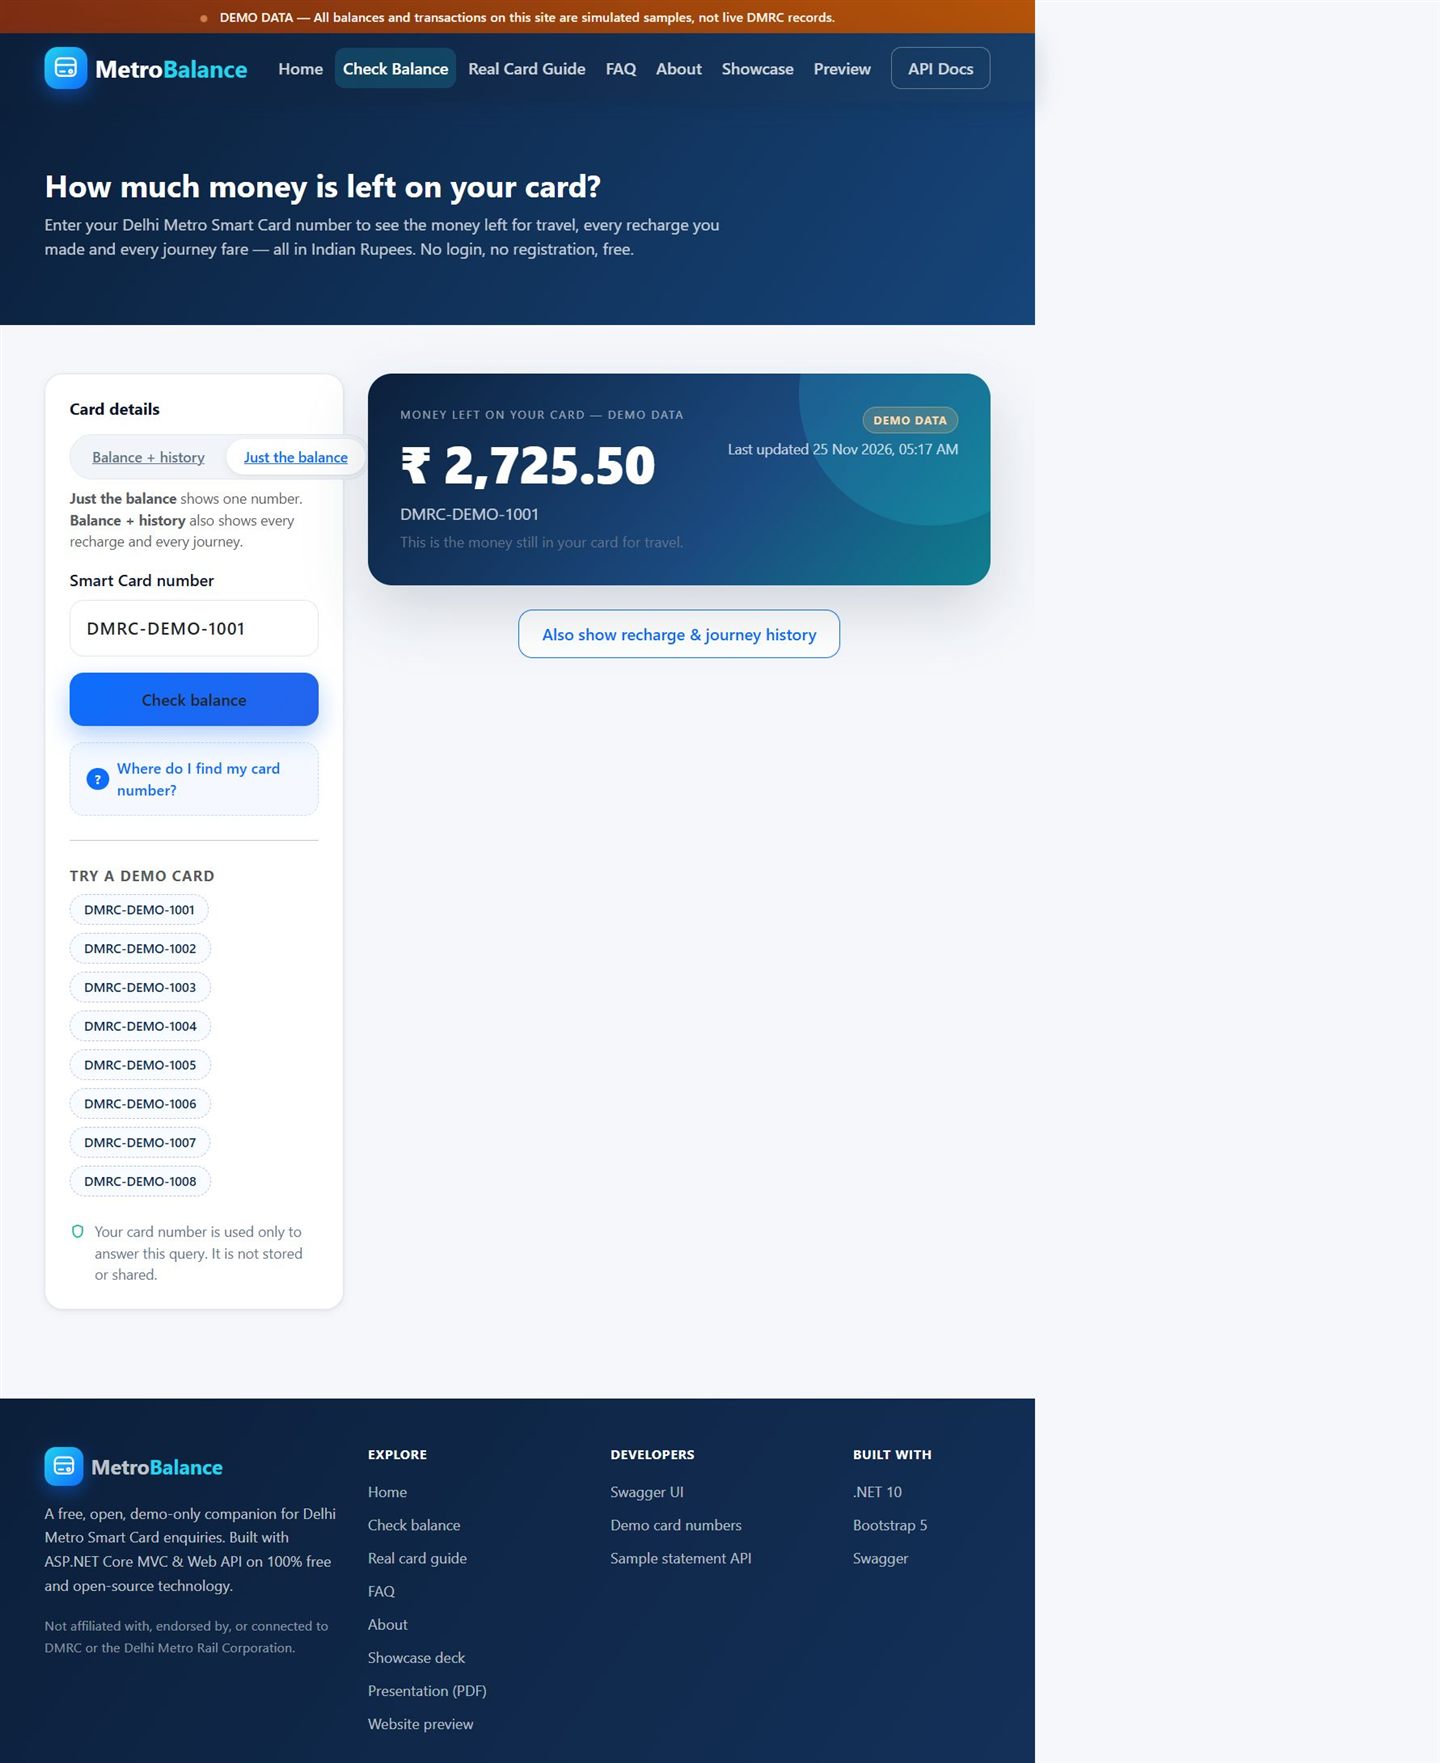 DEMO DATA — All balances and transactions on this site are simulated samples, not live DMRC records.
MetroBalance
Home
Check Balance
Real Card Guide
FAQ
About
Showcase
Preview
API Docs
How much money is left on your card?
Enter your Delhi Metro Smart Card number to see the money left for travel, every recharge you
made and every journey fare — all in Indian Rupees. No login, no registration, free.
Card details
Balance + history
Just the balance
Just the balance shows one number.
Balance + history also shows every
recharge and every journey.
Smart Card number
DMRC-DEMO-1001
Check balance
?
Where do I find my card
number?
TRY A DEMO CARD
DMRC-DEMO-1001
DMRC-DEMO-1002
DMRC-DEMO-1003
DMRC-DEMO-1004
DMRC-DEMO-1005
DMRC-DEMO-1006
DMRC-DEMO-1007
DMRC-DEMO-1008
Your card number is used only to
answer this query. It is not stored
or shared.
MONEY LEFT ON YOUR CARD — DEMO DATA
₹ 2,725.50
DMRC-DEMO-1001
This is the money still in your card for travel.
DEMO DATA
Last updated 25 Nov 2026, 05:17 AM
Also show recharge & journey history
MetroBalance
A free, open, demo-only companion for Delhi
Metro Smart Card enquiries. Built with
ASP.NET Core MVC & Web API on 100% free
and open-source technology.
Not affiliated with, endorsed by, or connected to
DMRC or the Delhi Metro Rail Corporation.
EXPLORE
Home
Check balance
Real card guide
FAQ
About
Showcase deck
Presentation (PDF)
Website preview
DEVELOPERS
Swagger UI
Demo card numbers
Sample statement API
BUILT WITH
.NET 10
Bootstrap 5
Swagger